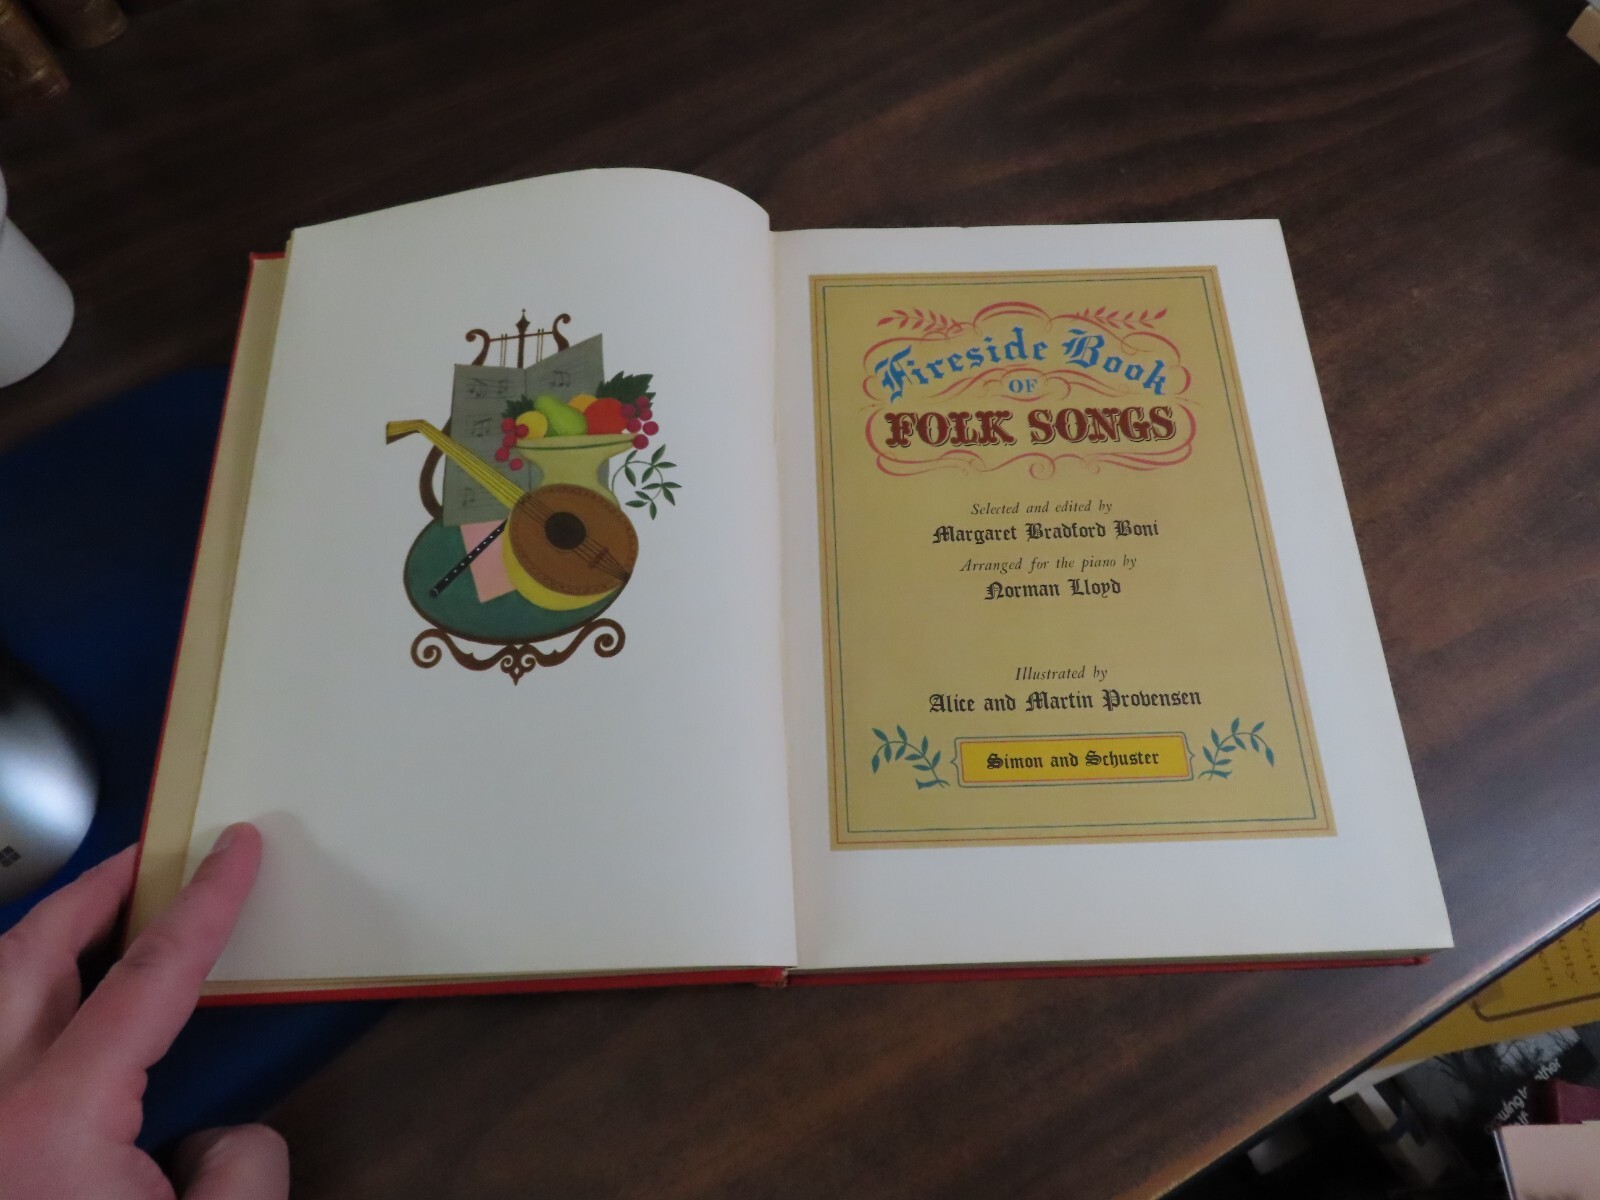 Fireside Book
OF
FOLK SONGS
Selected and edited by
Margaret Bradford Boni
Arranged for the piano by
Norman Lloyd
Illustrated by
Alice and Martin Provensen
Simon and Schuster